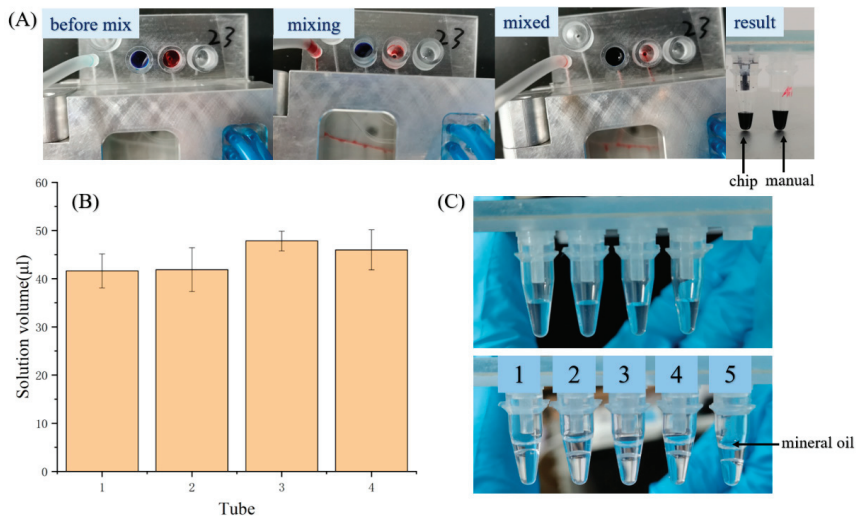 (A)
before mix
mixing
mixed
result
23
23
23
chip manual
(B)
Solution volume(μl)
60
50
40
30
20
10
0
1 2 3 4
Tube
(C)
1 2 3 4 5
mineral oil